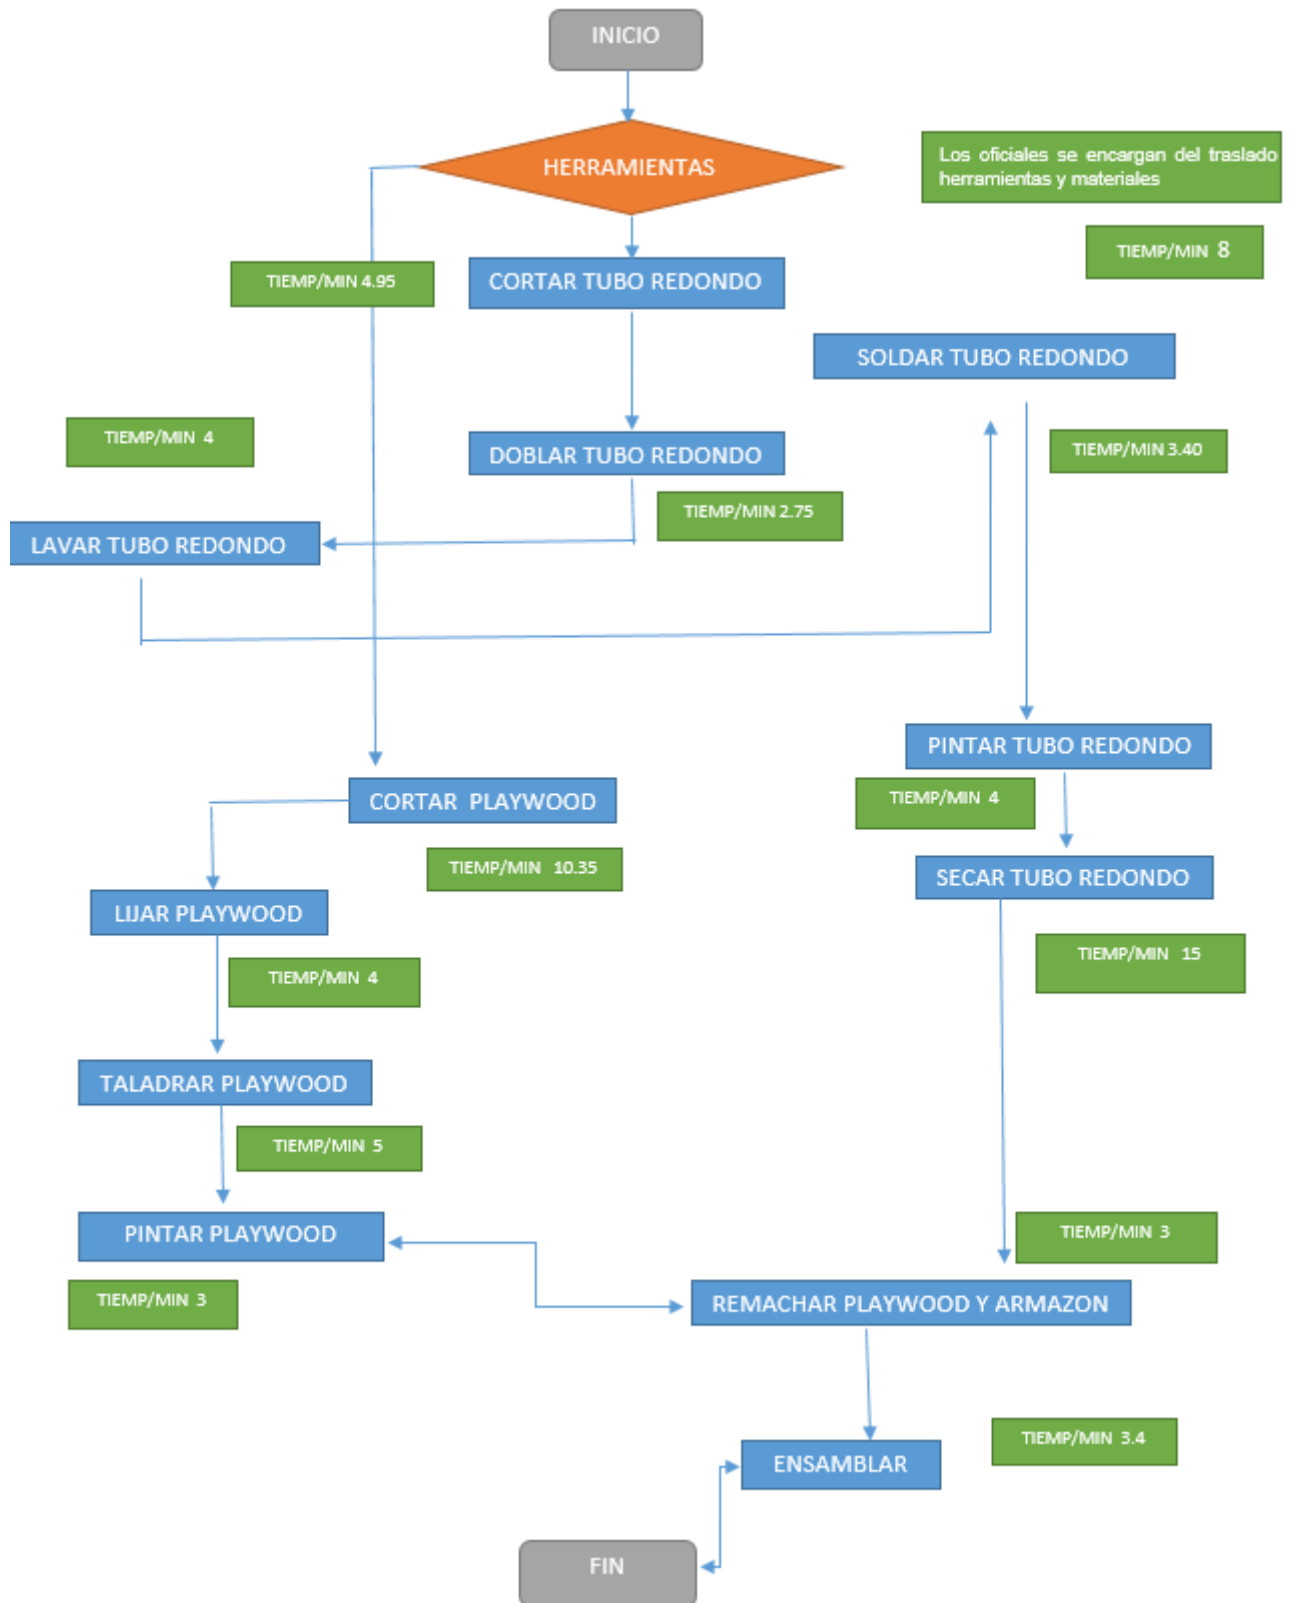 INICIO
HERRAMIENTAS
Los oficiales se encargan del traslado
herramientas y materiales
TIEMP/MIN 8
TIEMP/MIN 4.95
CORTAR TUBO REDONDO
SOLDAR TUBO REDONDO
TIEMP/MIN 4
DOBLAR TUBO REDONDO
TIEMP/MIN 3.40
TIEMP/MIN 2.75
LAVAR TUBO REDONDO
PINTAR TUBO REDONDO
TIEMP/MIN 4
CORTAR PLAYWOOD
TIEMP/MIN 10.35
SECAR TUBO REDONDO
LIJAR PLAYWOOD
TIEMP/MIN 15
TIEMP/MIN 4
TALADRAR PLAYWOOD
TIEMP/MIN 5
PINTAR PLAYWOOD
TIEMP/MIN 3
TIEMP/MIN 3
REMACHAR PLAYWOOD Y ARMAZON
TIEMP/MIN 3.4
ENSAMBLAR
FIN